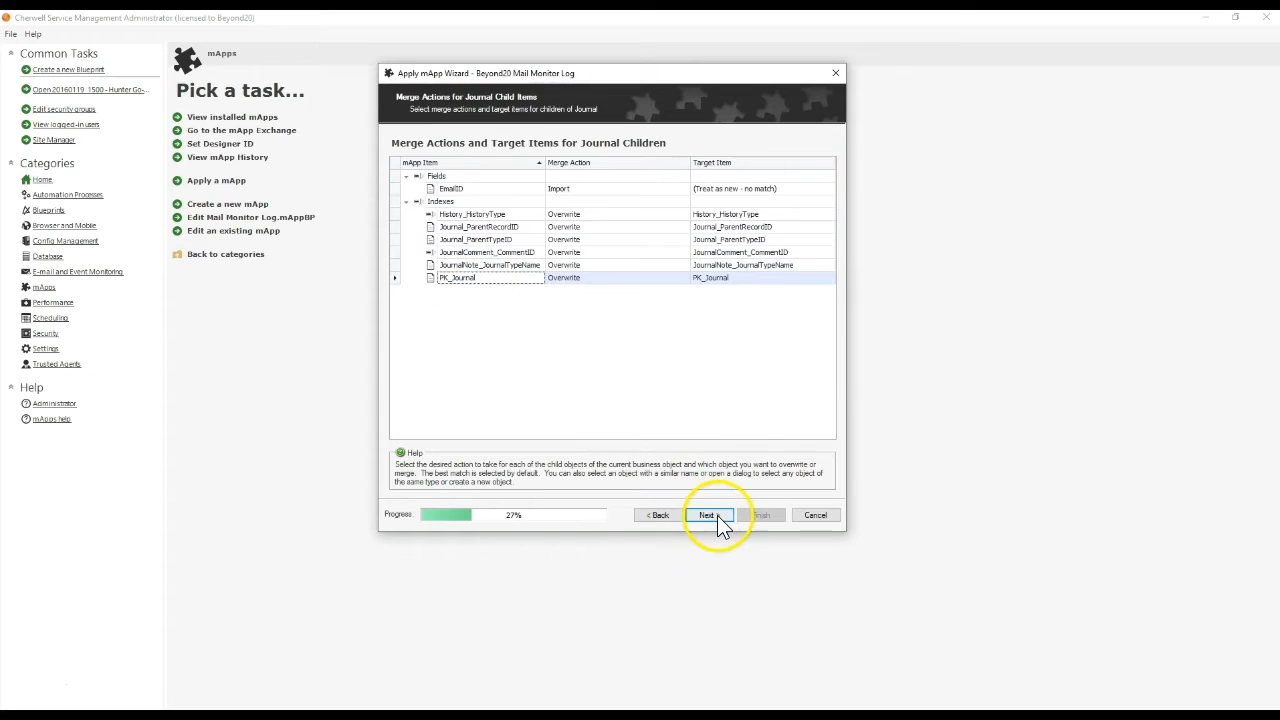 Cherwell Service Management Administrator (licensed to Beyond20)
File Help
Common Tasks
Create a new Blueprint
Open 20160119_1500 - Hunter Go-...
Edit security groups
View logged-in users
Site Manager
Categories
Home
Automation Processes
Blueprints
Browser and Mobile
Config Management
Database
E-mail and Event Monitoring
mApps
Performance
Scheduling
Security
Settings
Trusted Agents
Help
Administrator
mApps help
mApps
Pick a task...
View installed mApps
Go to the mApp Exchange
Set Designer ID
View mApp History
Apply a mApp
Create a new mApp
Edit Mail Monitor Log.mAppBP
Edit an existing mApp
Back to categories
Apply mApp Wizard - Beyond20 Mail Monitor Log
Merge Actions for Journal Child Items
Select merge actions and target items for children of Journal
Merge Actions and Target Items for Journal Children
mApp Item Merge Action Target Item
Fields
EmailID Import (Treat as new - no match)
Indexes
History_HistoryType Overwrite History_HistoryType
Journal_ParentRecordID Overwrite Journal_ParentRecordID
Journal_ParentTypeID Overwrite Journal_ParentTypeID
JournalComment_CommentID Overwrite JournalComment_CommentID
JournalNote_JournalTypeName Overwrite JournalNote_JournalTypeName
PK_Journal Overwrite PK_Journal
Help
Select the desired action to take for each of the child objects of the current business object and which object you want to overwrite or
merge. The best match is selected by default. You can also select an object with a similar name or open a dialog to select any object of
the same type or create a new object.
Progress: 27% < Back Next > Finish Cancel